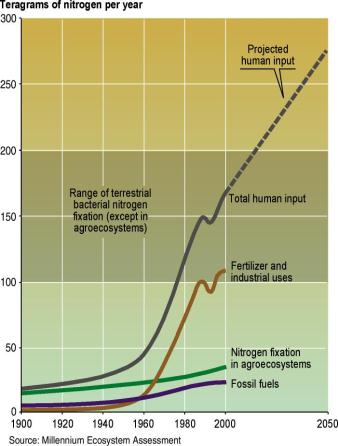 Teragrams of nitrogen per year
300
Projected
human input
250
200
Range of terrestrial
bacterial nitrogen
fixation (except in
agroecosystems)
Total human input
150
Fertilizer and
industrial uses
100
50
Nitrogen fixation
in agroecosystems
Fossil fuels
0
1900 1920 1940 1960 1980 2000 2050
Source: Millennium Ecosystem Assessment